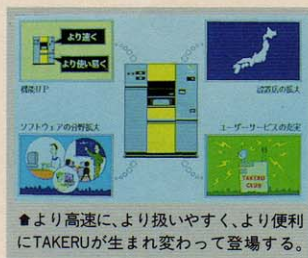 より速く
より使い易く
機能UP
設置店の拡大
ソフトウェアの分野拡大
ユーザーサービスの充実
TAKERU
CLUB
⬆より高速に、より扱いやすく、より便利
にTAKERUが生まれ変わって登場する。